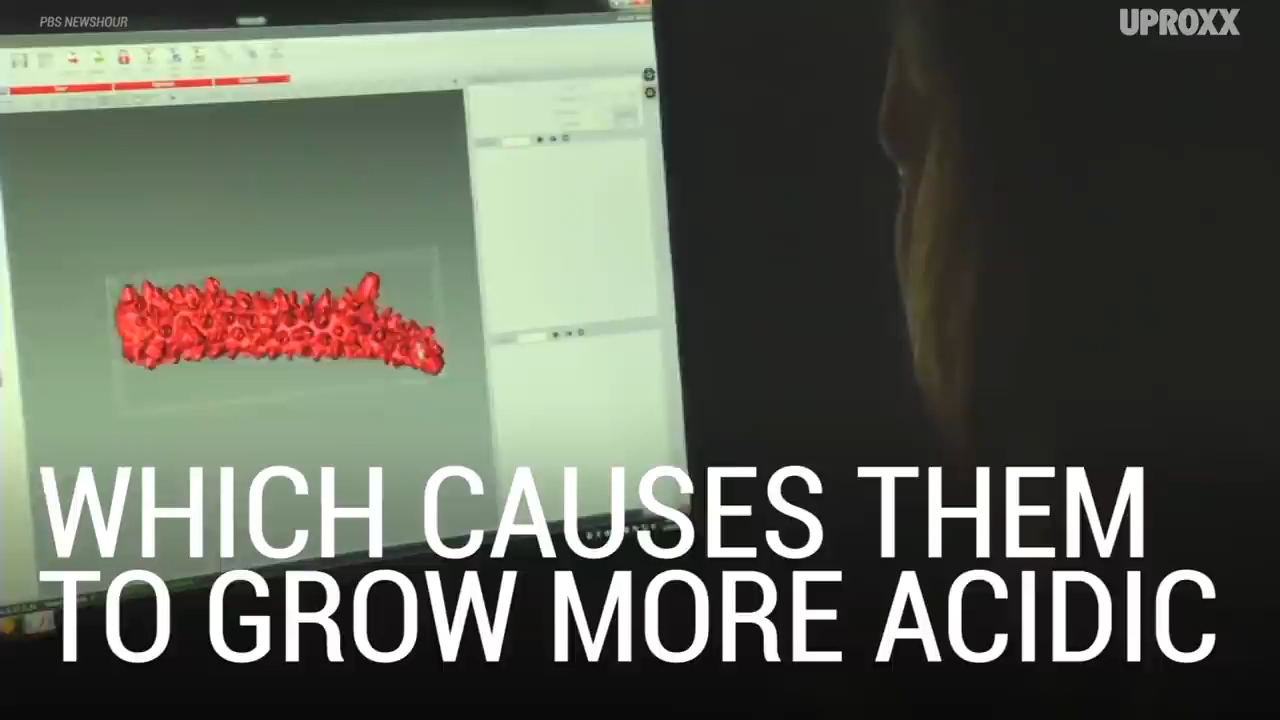 PBS NEWSHOUR
UPROXX
WHICH CAUSES THEM
TO GROW MORE ACIDIC